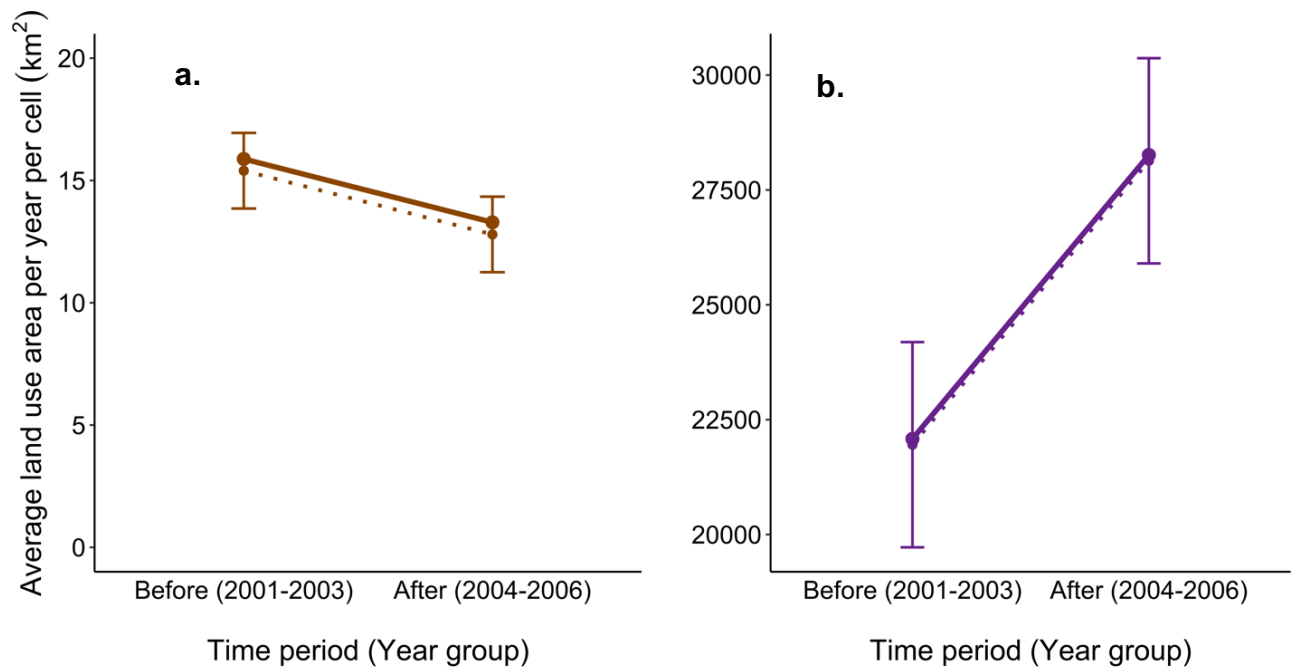 Average land use area per year per cell (km²)
a.
20
15
10
5
0
Before (2001-2003) After (2004-2006)
Time period (Year group)
b.
30000
27500
25000
22500
20000
Before (2001-2003) After (2004-2006)
Time period (Year group)